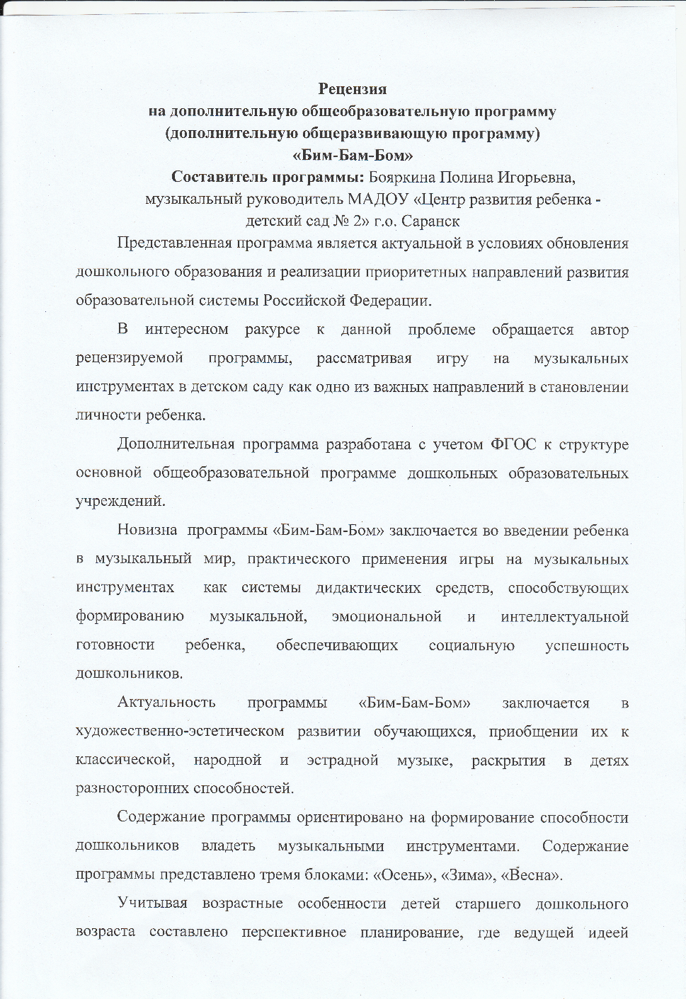 Рецензия
на дополнительную общеобразовательную программу
(дополнительную общеразвивающую программу)
«Бим-Бам-Бом»
Составитель программы: Бояркина Полина Игорьевна,
музыкальный руководитель МАДОУ «Центр развития ребенка -
детский сад № 2» г.о. Саранск
Представленная программа является актуальной в условиях обновления
дошкольного образования и реализации приоритетных направлений развития
образовательной системы Российской Федерации.
В интересном ракурсе к данной проблеме обращается автор
рецензируемой программы, рассматривая игру на музыкальных
инструментах в детском саду как одно из важных направлений в становлении
личности ребенка.
Дополнительная программа разработана с учетом ФГОС к структуре
основной общеобразовательной программе дошкольных образовательных
учреждений.
Новизна программы «Бим-Бам-Бом» заключается во введении ребенка
в музыкальный мир, практического применения игры на музыкальных
инструментах как системы дидактических средств, способствующих
формированию музыкальной, эмоциональной и интеллектуальной
готовности ребенка, обеспечивающих социальную успешность
дошкольников.
Актуальность программы «Бим-Бам-Бом» заключается в
художественно-эстетическом развитии обучающихся, приобщении их к
классической, народной и эстрадной музыке, раскрытия в детях
разносторонних способностей.
Содержание программы ориентировано на формирование способности
дошкольников владеть музыкальными инструментами. Содержание
программы представлено тремя блоками: «Осень», «Зима», «Весна».
Учитывая возрастные особенности детей старшего дошкольного
возраста составлено перспективное планирование, где ведущей идеей